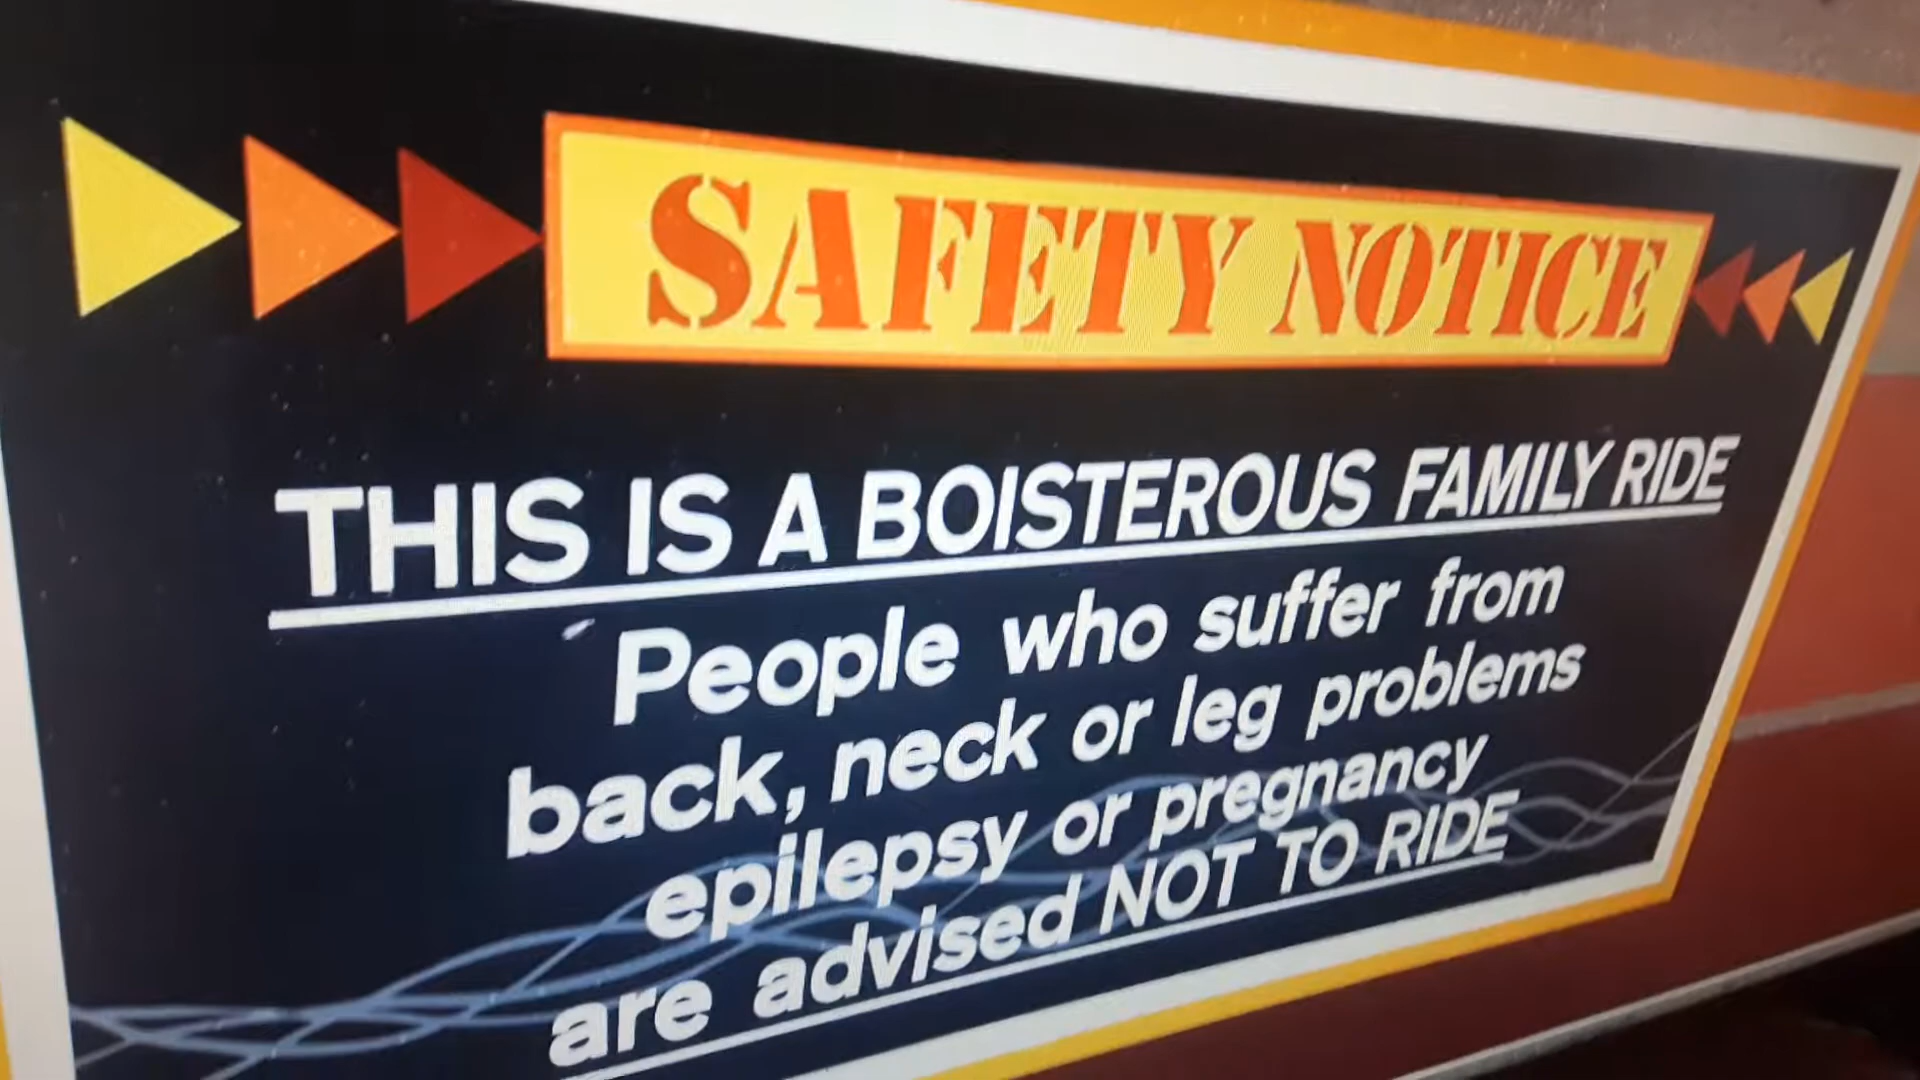 SAFETY NOTICE
THIS IS A BOISTEROUS FAMILY RIDE
People who suffer from
back, neck or leg problems
epilepsy or pregnancy
are advised NOT TO RIDE